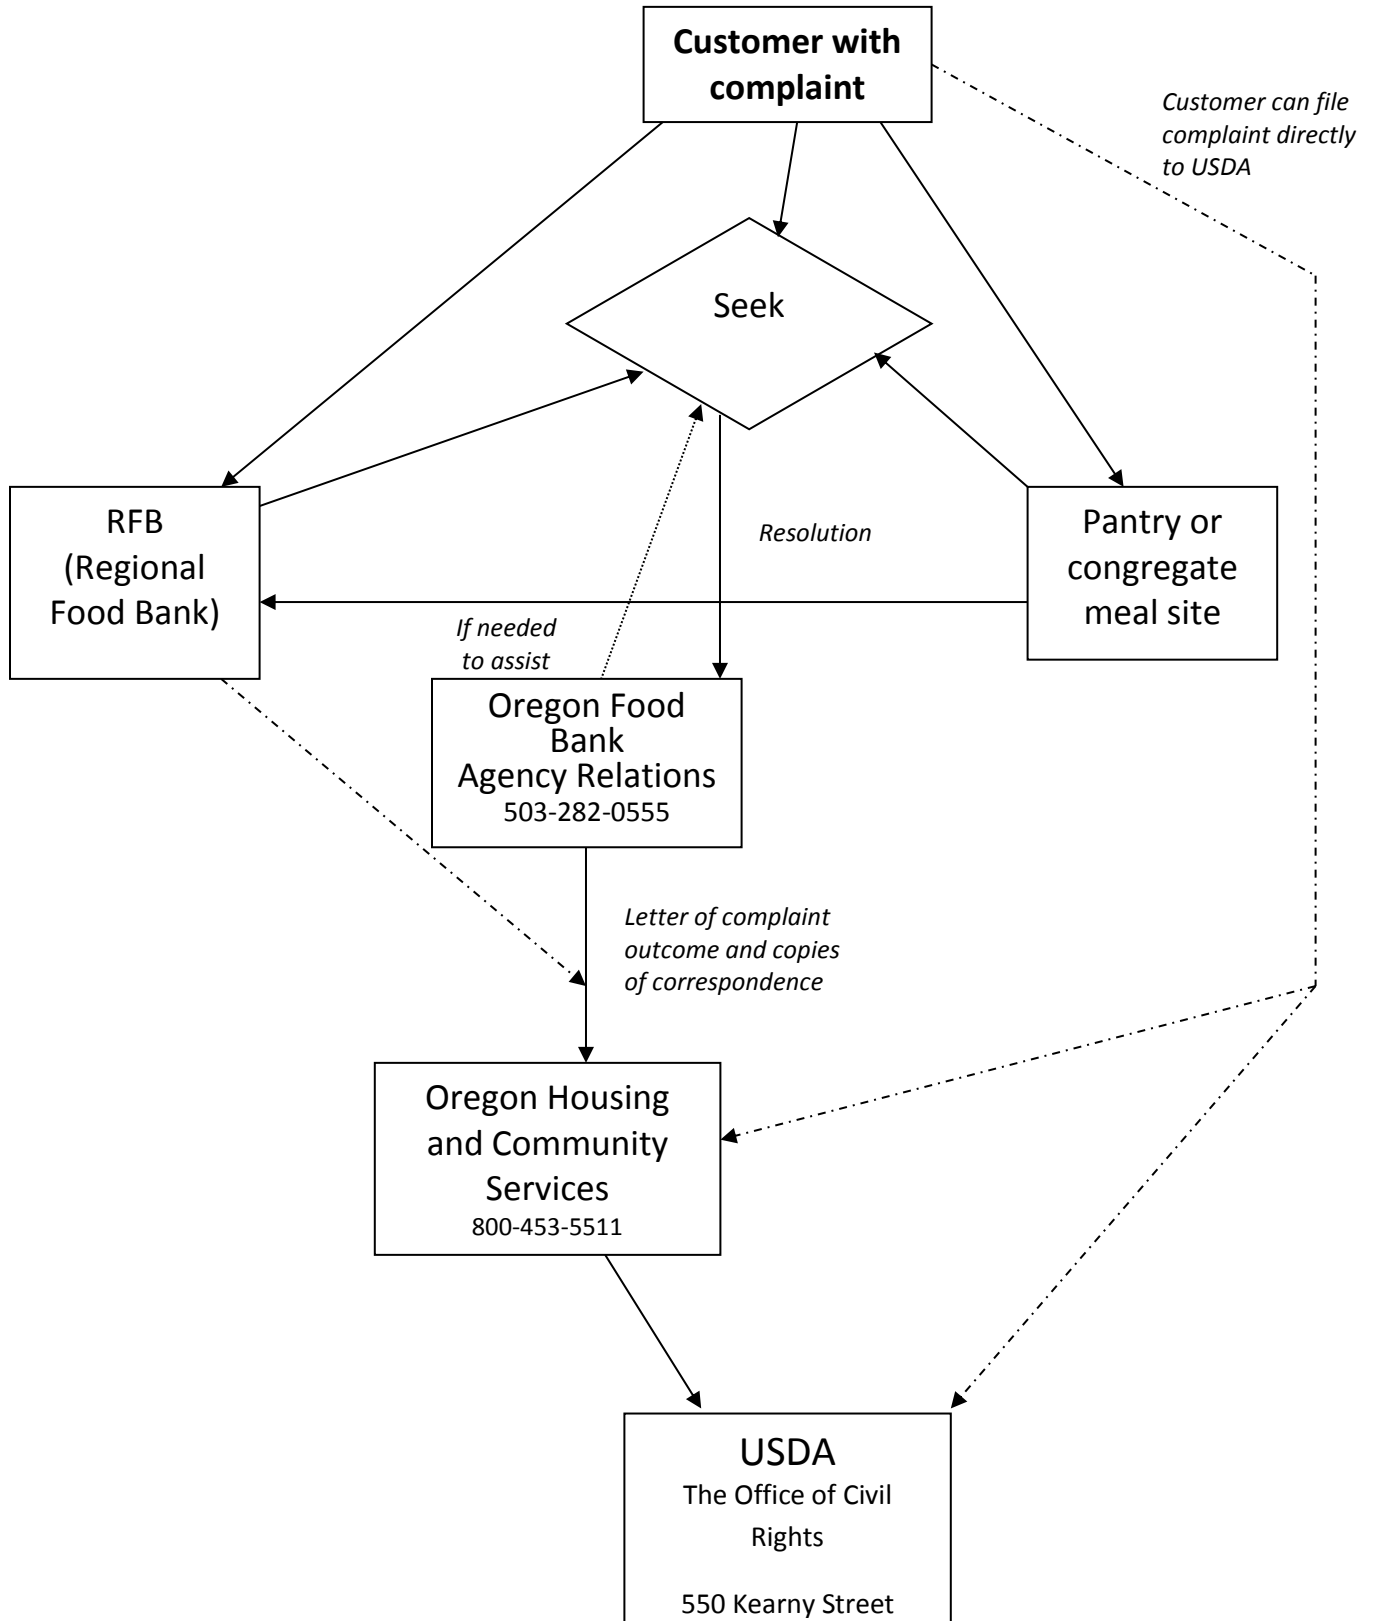 Customer with
complaint
Customer can file
complaint directly
to USDA
Seek
RFB
(Regional
Food Bank)
Resolution
Pantry or
congregate
meal site
If needed
to assist
Oregon Food
Bank
Agency Relations
503-282-0555
Letter of complaint
outcome and copies
of correspondence
Oregon Housing
and Community
Services
800-453-5511
USDA
The Office of Civil
Rights
550 Kearny Street